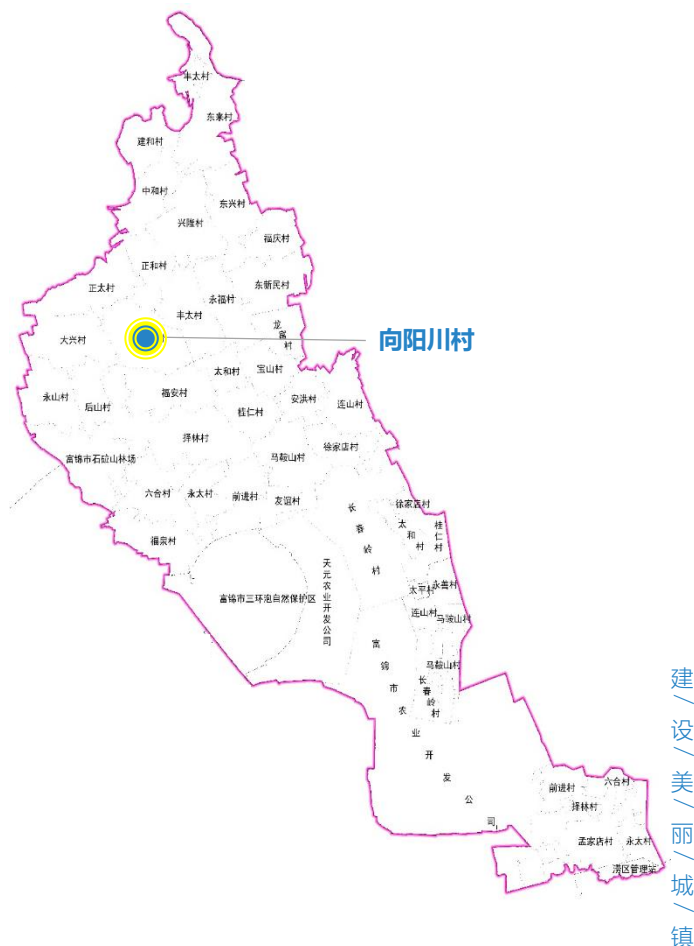 丰太村
东来村
建和村
中和村
东兴村
兴隆村
福庆村
正和村
东新民村
正太村
永福村
丰太村
龙富村
大兴村
向阳川村
太和村
宝山村
永山村
后山村
福安村
安洪村
连山村
桂仁村
择林村
徐家店村
马鞍山村
富锦市石砬山林场
六合村
永太村
前进村
友谊村
长春岭村
徐家店村
太和村
桂仁村
福泉村
天元农业开发公司
富锦市三环泡自然保护区
太平村
永善村
连山村
富锦市农业开发公司
马鞍山村
长春岭村
前进村
六合村
择林村
孟家店村
永太村
涝区管理站
建/设/美/丽/城/镇